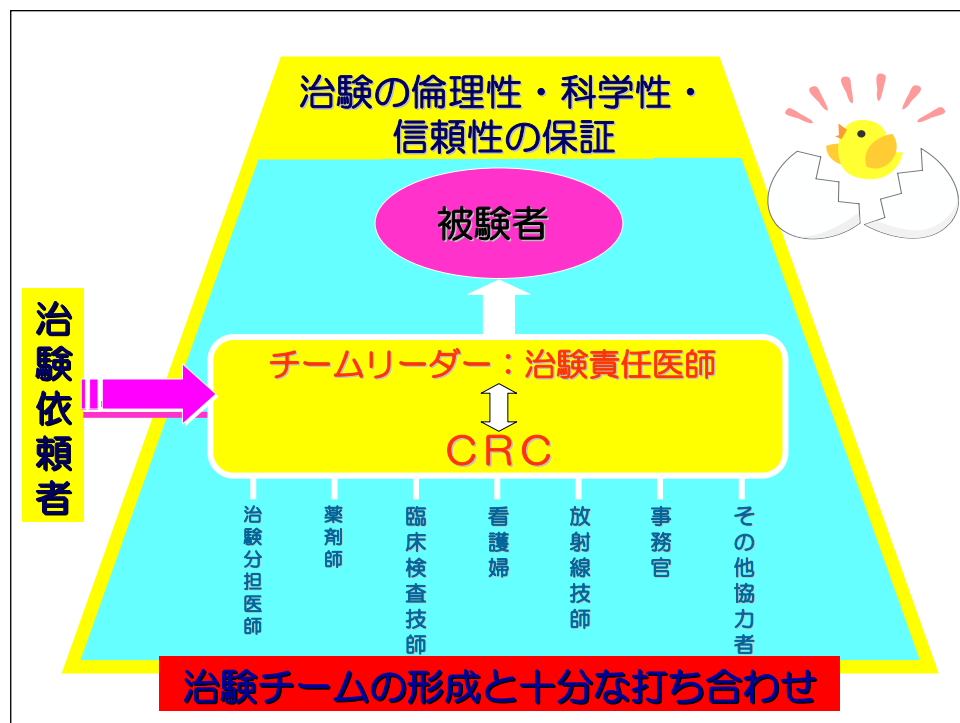 治験の倫理性・科学性・
信頼性の保証
被験者
治験依頼者
チームリーダー：治験責任医師
ＣＲＣ
治験分担医師
薬剤師
臨床検査技師
看護婦
放射線技師
事務官
その他協力者
治験チームの形成と十分な打ち合わせ